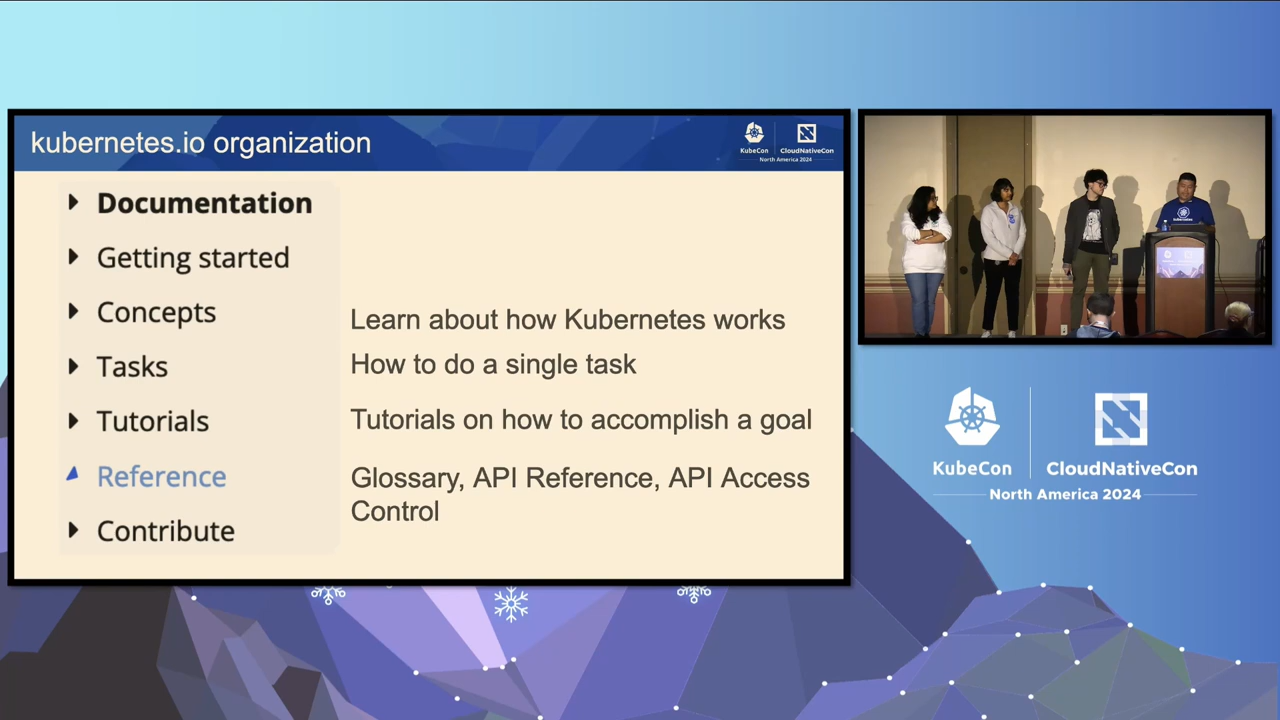 kubernetes.io organization
KubeCon
CloudNativeCon
North America 2024
Documentation
Getting started
Concepts
Learn about how Kubernetes works
Tasks
How to do a single task
Tutorials
Tutorials on how to accomplish a goal
Reference
Glossary, API Reference, API Access
Control
Contribute
KubeCon
CloudNativeCon
North America 2024